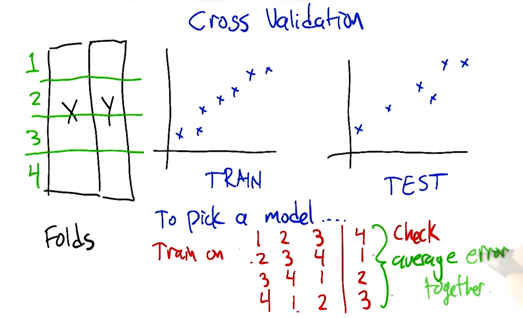 Cross Validation
1
2
3
4
X Y
Folds
TRAIN
TEST
To pick a model....
Train on 1 2 3 | 4
2 3 4 | 1
3 4 1 | 2
4 1 2 | 3
Check
average error
together